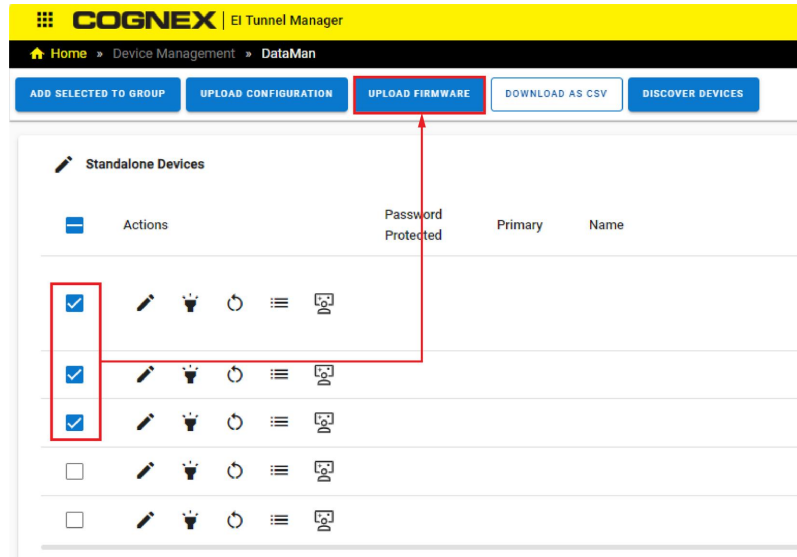 COGNEX | EI Tunnel Manager
Home » Device Management » DataMan
ADD SELECTED TO GROUP UPLOAD CONFIGURATION UPLOAD FIRMWARE DOWNLOAD AS CSV DISCOVER DEVICES
Standalone Devices
Actions Password Protected Primary Name